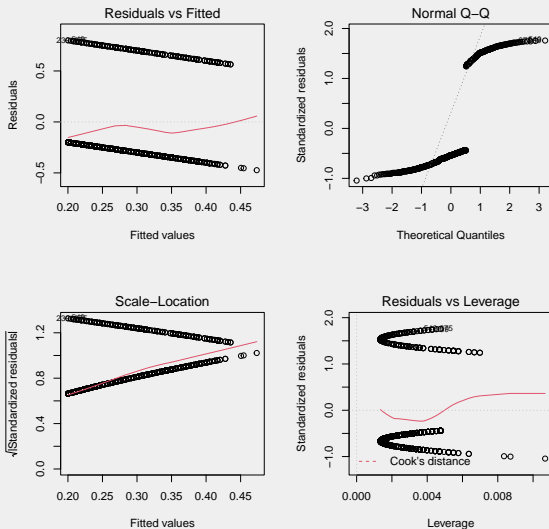 Residuals vs Fitted
Residuals
0.5
0.0
−0.5
0.20 0.25 0.30 0.35 0.40 0.45
Fitted values
Normal Q−Q
Standardized residuals
2.0
1.0
0.0
−1.0
−3 −2 −1 0 1 2 3
Theoretical Quantiles
Scale−Location
√|Standardized residuals|
1.2
0.8
0.4
0.0
0.20 0.25 0.30 0.35 0.40 0.45
Fitted values
Residuals vs Leverage
Standardized residuals
2.0
1.0
0.0
−1.0
Cook's distance
0.000 0.004 0.008
Leverage